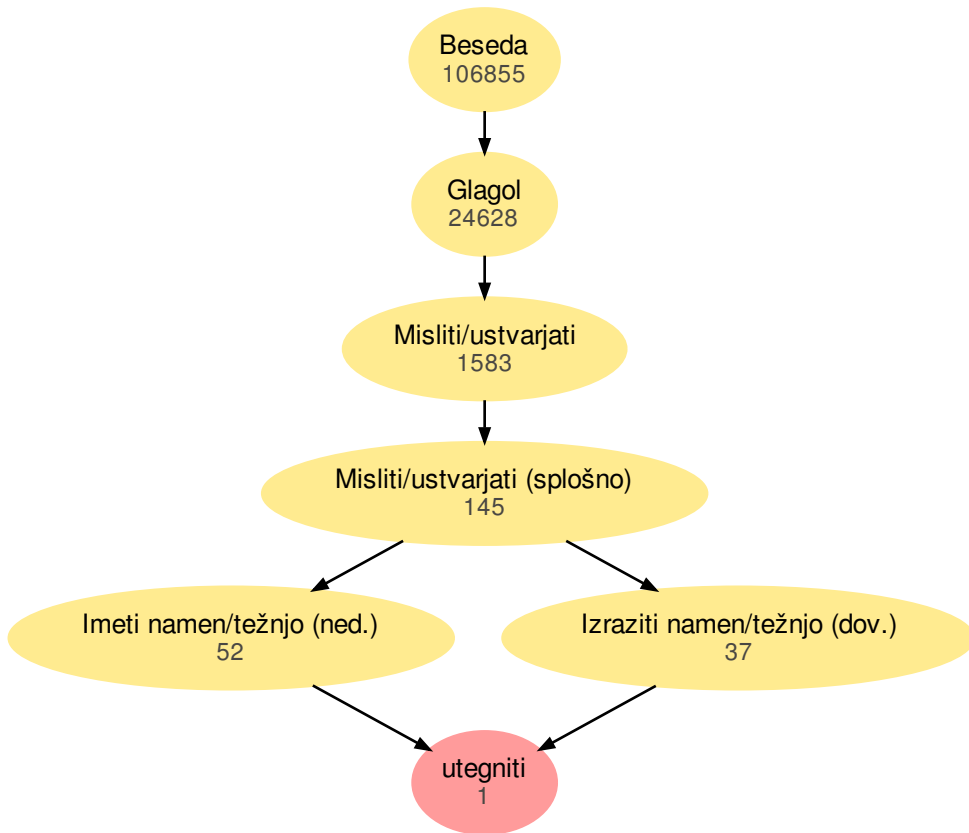 Beseda
106855
Glagol
24628
Misliti/ustvarjati
1583
Misliti/ustvarjati (splošno)
145
Imeti namen/težnjo (ned.)
52
Izraziti namen/težnjo (dov.)
37
utegniti
1